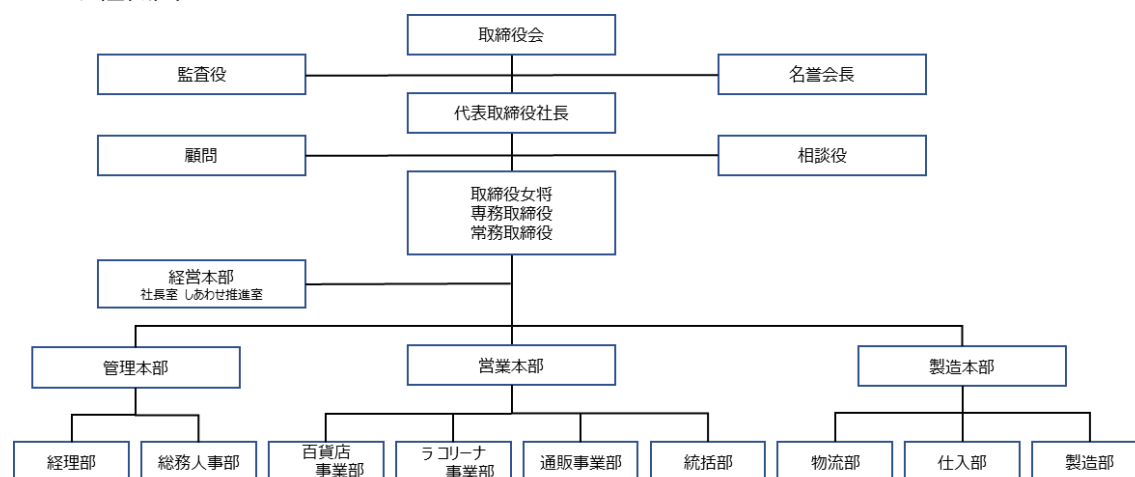 取締役会
監査役
名誉会長
代表取締役社長
顧問
相談役
取締役女将
専務取締役
常務取締役
経営本部
社長室 しあわせ推進室
管理本部
営業本部
製造本部
経理部
総務人事部
百貨店
事業部
ラコリーナ
事業部
通販事業部
統括部
物流部
仕入部
製造部